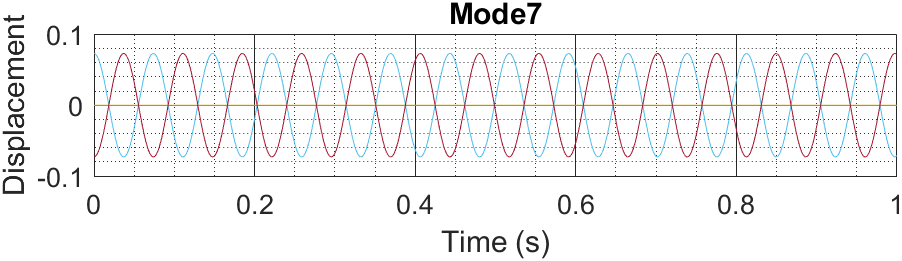 Mode7
Displacement
0.1
0
-0.1
0 0.2 0.4 0.6 0.8 1
Time (s)